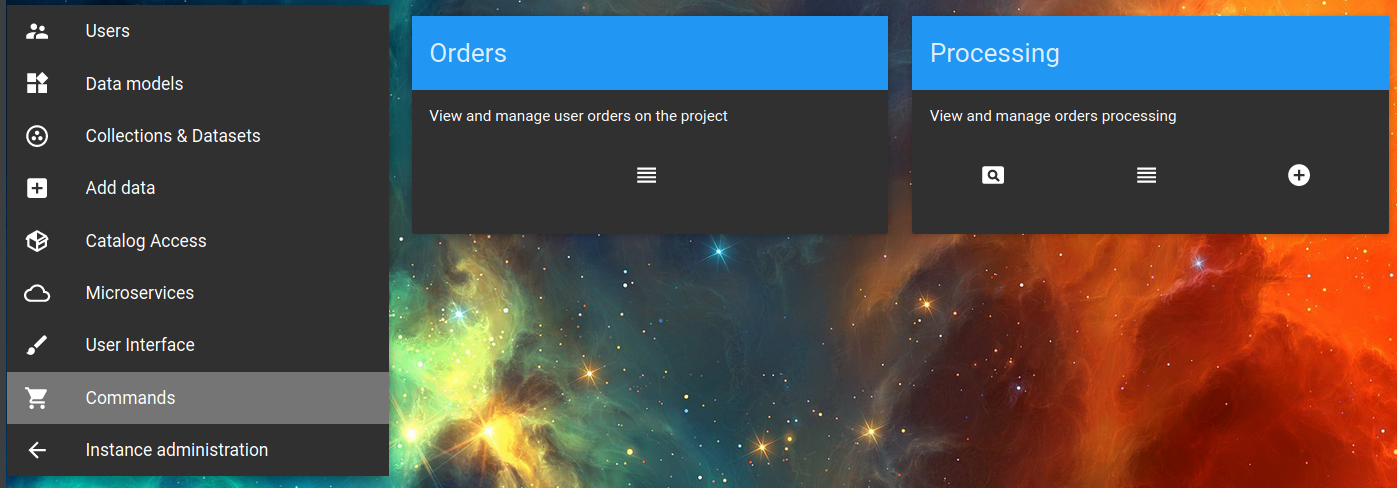 Users
Data models
Collections & Datasets
Add data
Catalog Access
Microservices
User Interface
Commands
Instance administration
Orders
View and manage user orders on the project
Processing
View and manage orders processing